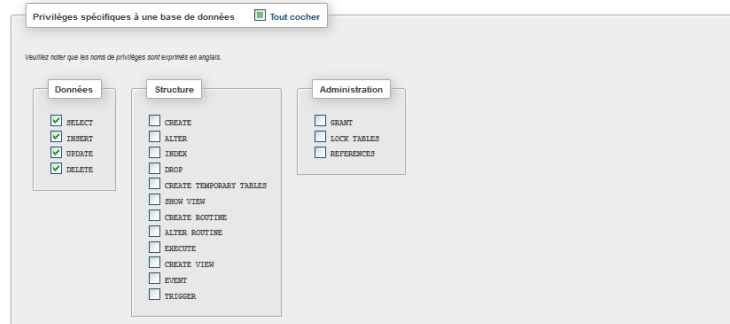 Privilèges spécifiques à une base de données Tout cocher
Veuillez noter que les noms de privilèges sont exprimés en anglais.
Données
SELECT
INSERT
UPDATE
DELETE
Structure
CREATE
ALTER
INDEX
DROP
CREATE TEMPORARY TABLES
SHOW VIEW
CREATE ROUTINE
ALTER ROUTINE
EXECUTE
CREATE VIEW
EVENT
TRIGGER
Administration
GRANT
LOCK TABLES
REFERENCES